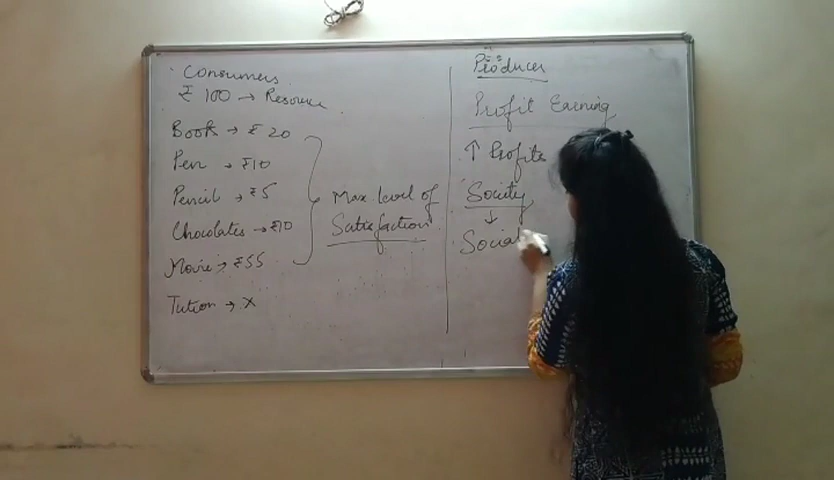 Consumers
₹ 100 → Resource
Book → ₹ 20
Pen → ₹10
Pencil → ₹5
Chocolates → ₹10
Movie → ₹55
Tution → X
Max level of
Satisfaction
Producer
Profit Earning
↑ Profits
Society
↓
Social